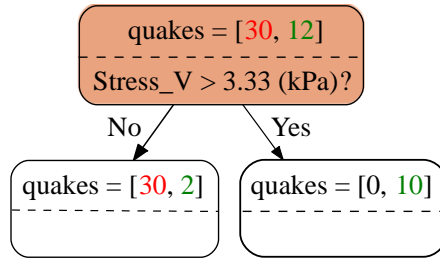 quakes = [30, 12]
Stress_V > 3.33 (kPa)?
No
Yes
quakes = [30, 2]
quakes = [0, 10]